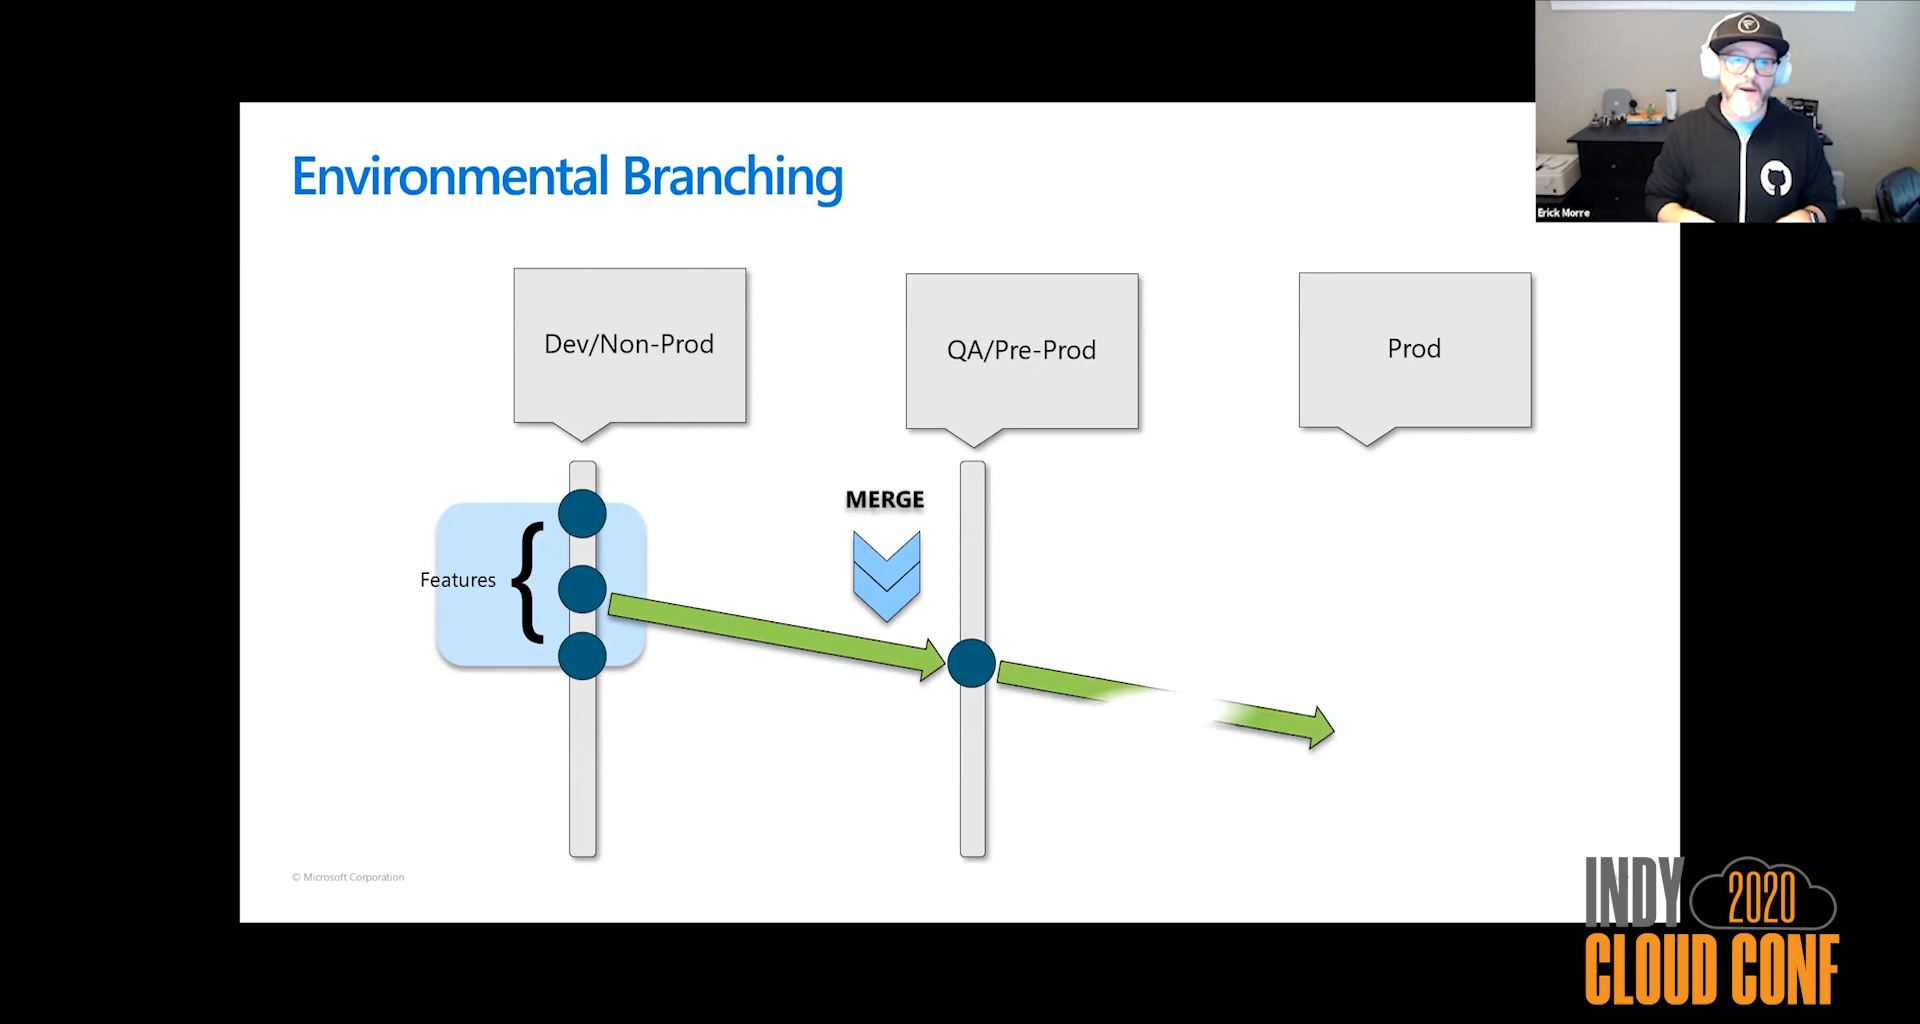 Environmental Branching
Erick Morre
Dev/Non-Prod
QA/Pre-Prod
Prod
MERGE
Features
{
© Microsoft Corporation
INDY 2020
CLOUD CONF